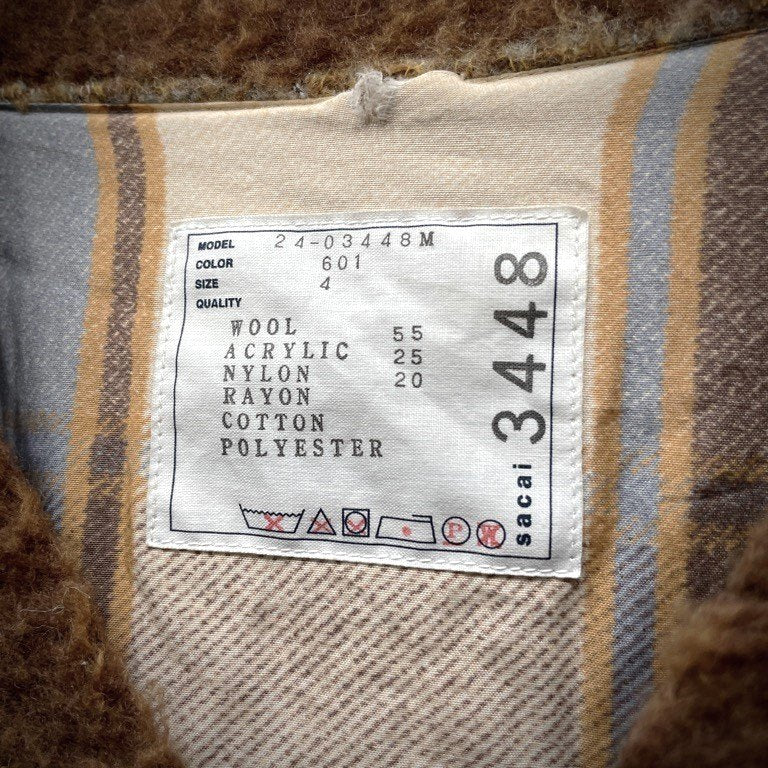 MODEL 24-03448M
COLOR 601
SIZE 4
QUALITY
WOOL 55
ACRYLIC 25
NYLON 20
RAYON
COTTON
POLYESTER
P
W
sacai 3448